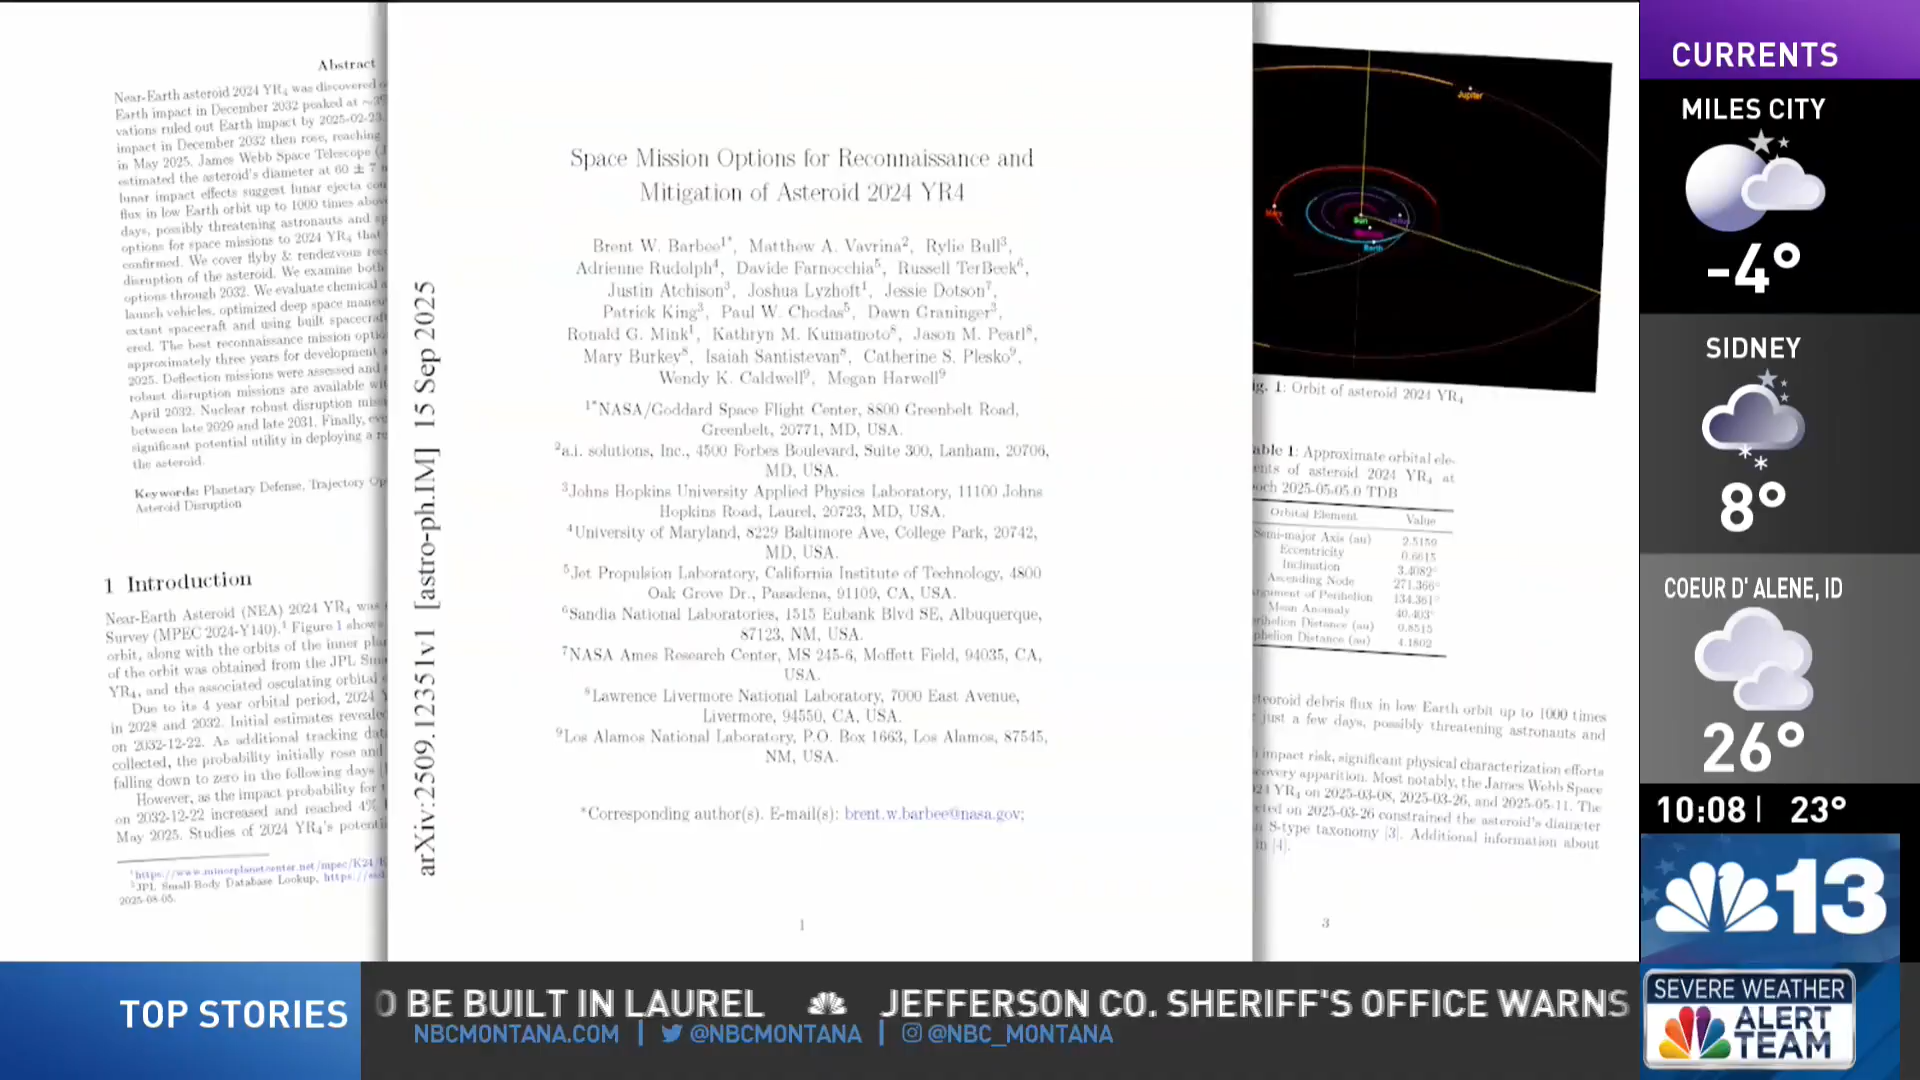 Abstract
Near-Earth asteroid 2024 YR4 was discovered
Earth impact in December 2032 peaked at ~3
vations ruled out Earth impact by 2025-02-23.
impact in December 2032 then rose, reaching
in May 2025. James Webb Space Telescope (J
estimated the asteroid's diameter at 60 ± 7
lunar impact effects suggest lunar ejecta cou
flux in low Earth orbit up to 1000 times abov
days, possibly threatening astronauts and sp
options for space missions to 2024 YR4 that
confirmed. We cover flyby & rendezvous rec
disruption of the asteroid. We examine both
options through 2032. We evaluate chemical a
launch vehicles, optimized deep space maneu
extant spacecraft and using built spacecraf
ered. The best reconnaissance mission optio
approximately three years for development a
2025. Deflection missions were assessed and
robust disruption missions are available wi
April 2032. Nuclear robust disruption miss
between late 2029 and late 2031. Finally, eve
significant potential utility in deploying a re
the asteroid.
Keywords: Planetary Defense, Trajectory Op
Asteroid Disruption
1 Introduction
Near-Earth Asteroid (NEA) 2024 YR4 was
Survey (MPEC 2024-Y140).1 Figure 1 shows
orbit, along with the orbits of the inner plan
of the orbit was obtained from the JPL Sma
YR4, and the associated osculating orbital
Due to its 4 year orbital period, 2024 Y
in 2028 and 2032. Initial estimates revealed
on 2032-12-22. As additional tracking dat
collected, the probability initially rose and
falling down to zero in the following days
However, as the impact probability for
on 2032-12-22 increased and reached 4%
May 2025. Studies of 2024 YR4's potenti
1https://www.minorplanetcenter.net/mpec/K24/K
2JPL Small-Body Database Lookup, https://ssd
2025-08-05.
arXiv:2509.12351v1 [astro-ph.IM] 15 Sep 2025
Space Mission Options for Reconnaissance and
Mitigation of Asteroid 2024 YR4
Brent W. Barbee1*, Matthew A. Vavrina2, Rylie Bull3,
Adrienne Rudolph4, Davide Farnocchia5, Russell TerBeek6,
Justin Atchison3, Joshua Lyzhoft1, Jessie Dotson7,
Patrick King3, Paul W. Chodas5, Dawn Graninger3,
Ronald G. Mink1, Kathryn M. Kumamoto8, Jason M. Pearl8,
Mary Burkey8, Isaiah Santistevan8, Catherine S. Plesko9,
Wendy K. Caldwell9, Megan Harwell9
1*NASA/Goddard Space Flight Center, 8800 Greenbelt Road,
Greenbelt, 20771, MD, USA.
2a.i. solutions, Inc., 4500 Forbes Boulevard, Suite 300, Lanham, 20706,
MD, USA.
3Johns Hopkins University Applied Physics Laboratory, 11100 Johns
Hopkins Road, Laurel, 20723, MD, USA.
4University of Maryland, 8229 Baltimore Ave, College Park, 20742,
MD, USA.
5Jet Propulsion Laboratory, California Institute of Technology, 4800
Oak Grove Dr., Pasadena, 91109, CA, USA.
6Sandia National Laboratories, 1515 Eubank Blvd SE, Albuquerque,
87123, NM, USA.
7NASA Ames Research Center, MS 245-6, Moffett Field, 94035, CA,
USA.
8Lawrence Livermore National Laboratory, 7000 East Avenue,
Livermore, 94550, CA, USA.
9Los Alamos National Laboratory, P.O. Box 1663, Los Alamos, 87545,
NM, USA.
*Corresponding author(s). E-mail(s): brent.w.barbee@nasa.gov;
1
Jupiter
Mars
Sun
Earth
ig. 1: Orbit of asteroid 2024 YR4
able 1: Approximate orbital ele-
ents of asteroid 2024 YR4 at
och 2025-05-05.0 TDB
Orbital Element Value
Semi-major Axis (au) 2.5159
Eccentricity 0.6615
Inclination 3.4082°
Ascending Node 271.366°
rgument of Perihelion 134.361°
Mean Anomaly 40.403°
rihelion Distance (au) 0.8515
phelion Distance (au) 4.1802
teoroid debris flux in low Earth orbit up to 1000 times
just a few days, possibly threatening astronauts and
impact risk, significant physical characterization efforts
covery apparition. Most notably, the James Webb Space
24 YR4 on 2025-03-08, 2025-03-26, and 2025-05-11. The
cted on 2025-03-26 constrained the asteroid's diameter
n S-type taxonomy [3]. Additional information about
in [4].
3
CURRENTS
MILES CITY
-4°
SIDNEY
8°
COEUR D' ALENE, ID
26°
10:08 | 23°
13
SEVERE WEATHER
ALERT
TEAM
TOP STORIES
O BE BUILT IN LAUREL JEFFERSON CO. SHERIFF'S OFFICE WARNS
NBCMONTANA.COM | @NBCMONTANA | @NBC_MONTANA